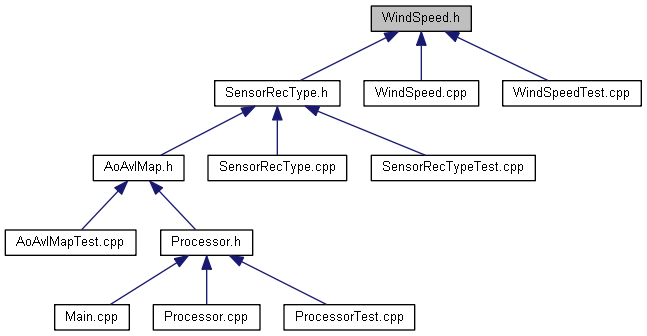 WindSpeed.h
SensorRecType.h
WindSpeed.cpp
WindSpeedTest.cpp
AoAvlMap.h
SensorRecType.cpp
SensorRecTypeTest.cpp
AoAvlMapTest.cpp
Processor.h
Main.cpp
Processor.cpp
ProcessorTest.cpp